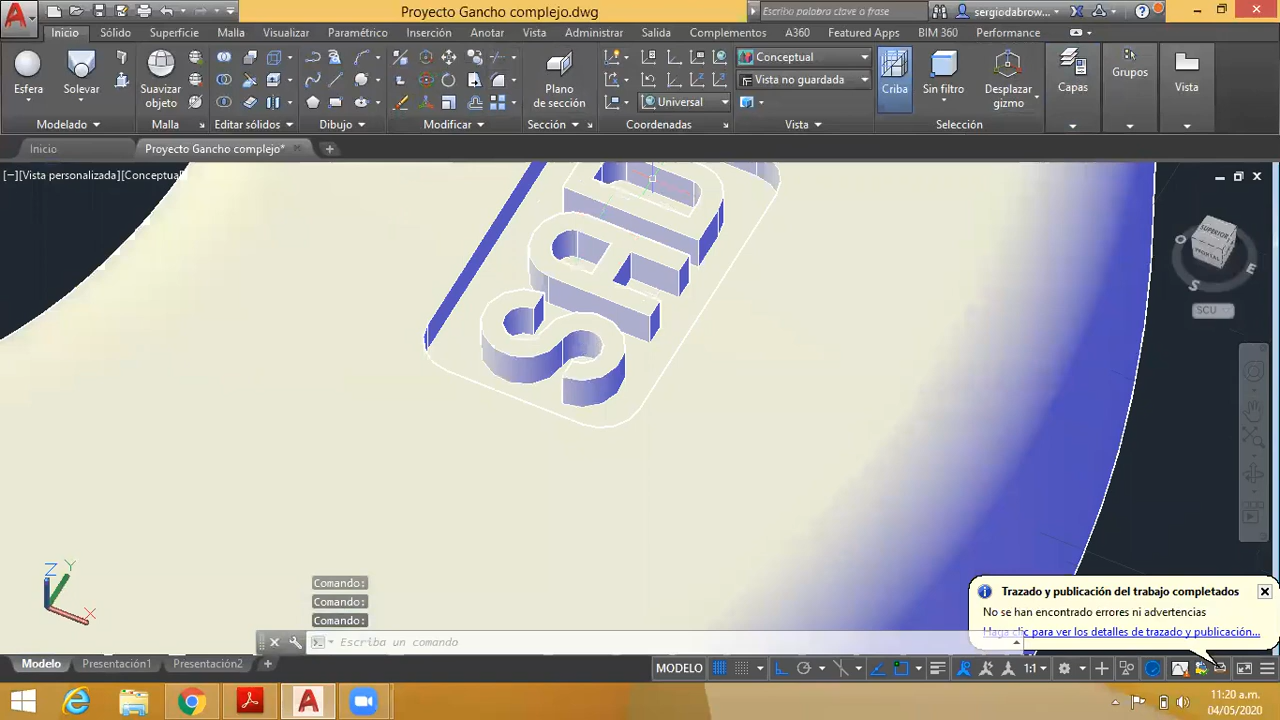 Proyecto Gancho complejo.dwg
Escriba palabra clave o frase
sergiodabrow...
Inicio Sólido Superficie Malla Visualizar Paramétrico Inserción Anotar Vista Administrar Salida Complementos A360 Featured Apps BIM 360 Performance
Esfera
Solevar
Suavizar
objeto
Plano
de sección
Universal
Conceptual
Vista no guardada
Criba
Sin filtro
Desplazar
gizmo
Capas
Grupos
Vista
Modelado
Malla
Editar sólidos
Dibujo
Modificar
Sección
Coordenadas
Vista
Selección
Inicio
Proyecto Gancho complejo*
[−][Vista personalizada][Conceptual]
SUPERIOR
FRONTAL
O
E
S
SCU
SAD
Z
Y
X
Comando:
Comando:
Comando:
Escriba un comando
Trazado y publicación del trabajo completados
No se han encontrado errores ni advertencias
Haga clic para ver los detalles de trazado y publicación...
Modelo Presentación1 Presentación2
MODELO
1:1
11:20 a.m.
04/05/2020